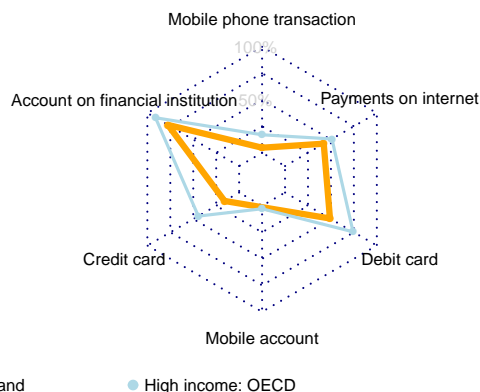 Mobile phone transaction
100%
Account on financial institution
50%
Payments on internet
Credit card
Debit card
Mobile account
and
High income: OECD